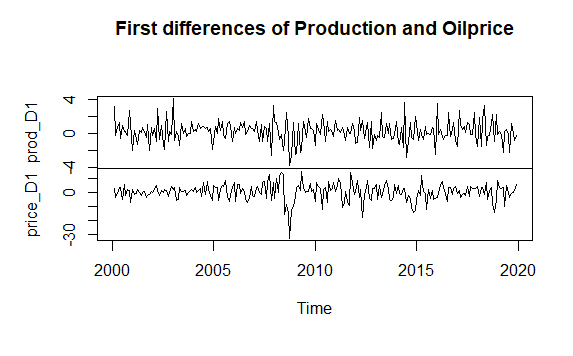 First differences of Production and Oilprice
prod_D1
4
0
4
price_D1
0
-30
2000 2005 2010 2015 2020
Time